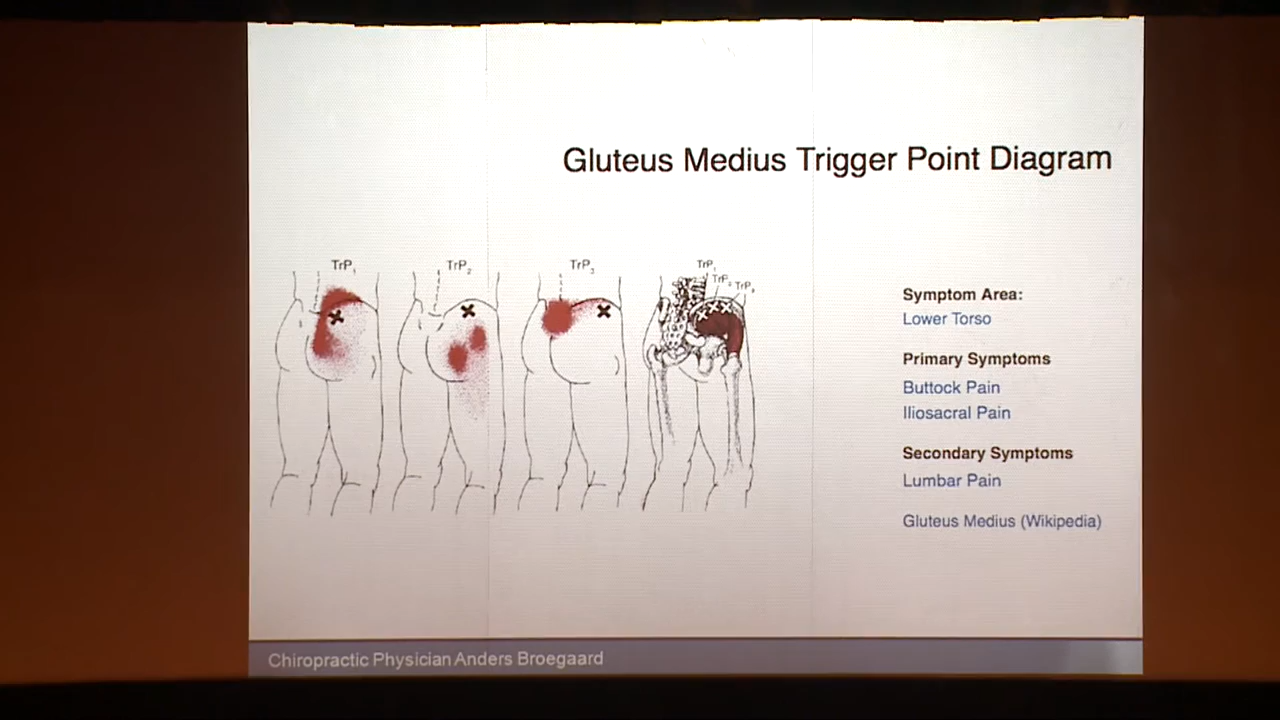 Gluteus Medius Trigger Point Diagram
TrP1
TrP2
TrP3
TrP1
TrP2
TrP3
Symptom Area:
Lower Torso
Primary Symptoms
Buttock Pain
Iliosacral Pain
Secondary Symptoms
Lumbar Pain
Gluteus Medius (Wikipedia)
Chiropractic Physician Anders Broegaard